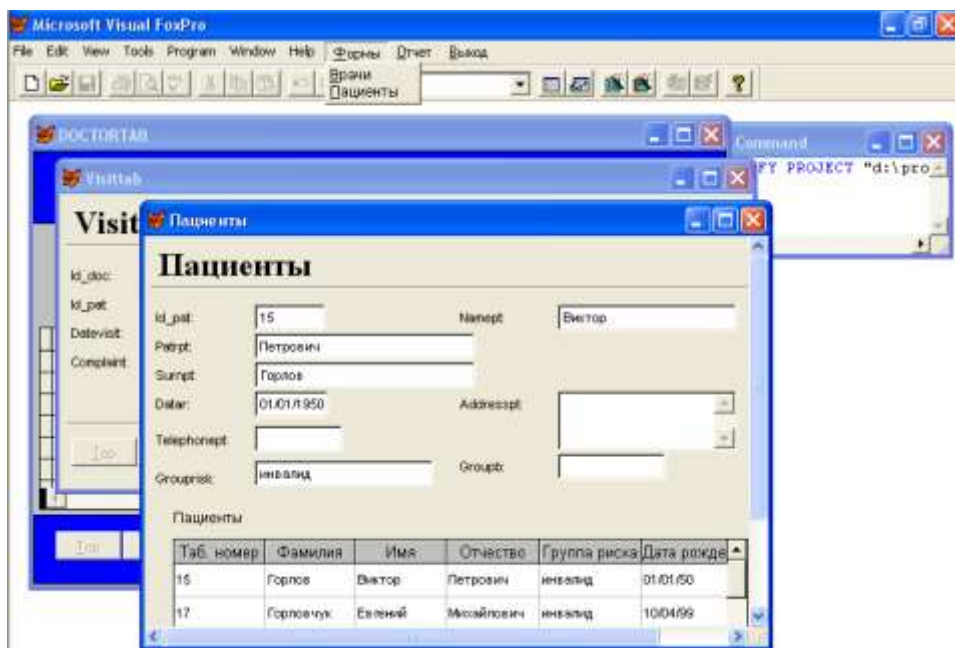 Microsoft Visual FoxPro
File Edit View Tools Program Window Help Формы Отчет Выход
Врачи
Пациенты
DOCTORTAB
Command
FY PROJECT "d:\pro
Visittab
Visit
Id_doc:
Id_pat:
Datevisit:
Complaint:
Top
Top
Пациенты
Пациенты
Id_pat: 15 Namept: Виктор
Patrpt: Петрович
Surnpt: Горлов
Datar: 01/01/1950 Addresspt:
Telephonept:
Grouprisk: инвалид Groupb:
Пациенты
Таб. номер Фамилия Имя Отчество Группа риска Дата рожде
15 Горлов Виктор Петрович инвалид 01/01/50
17 Горловчук Евгений Михайлович инвалид 10/04/99